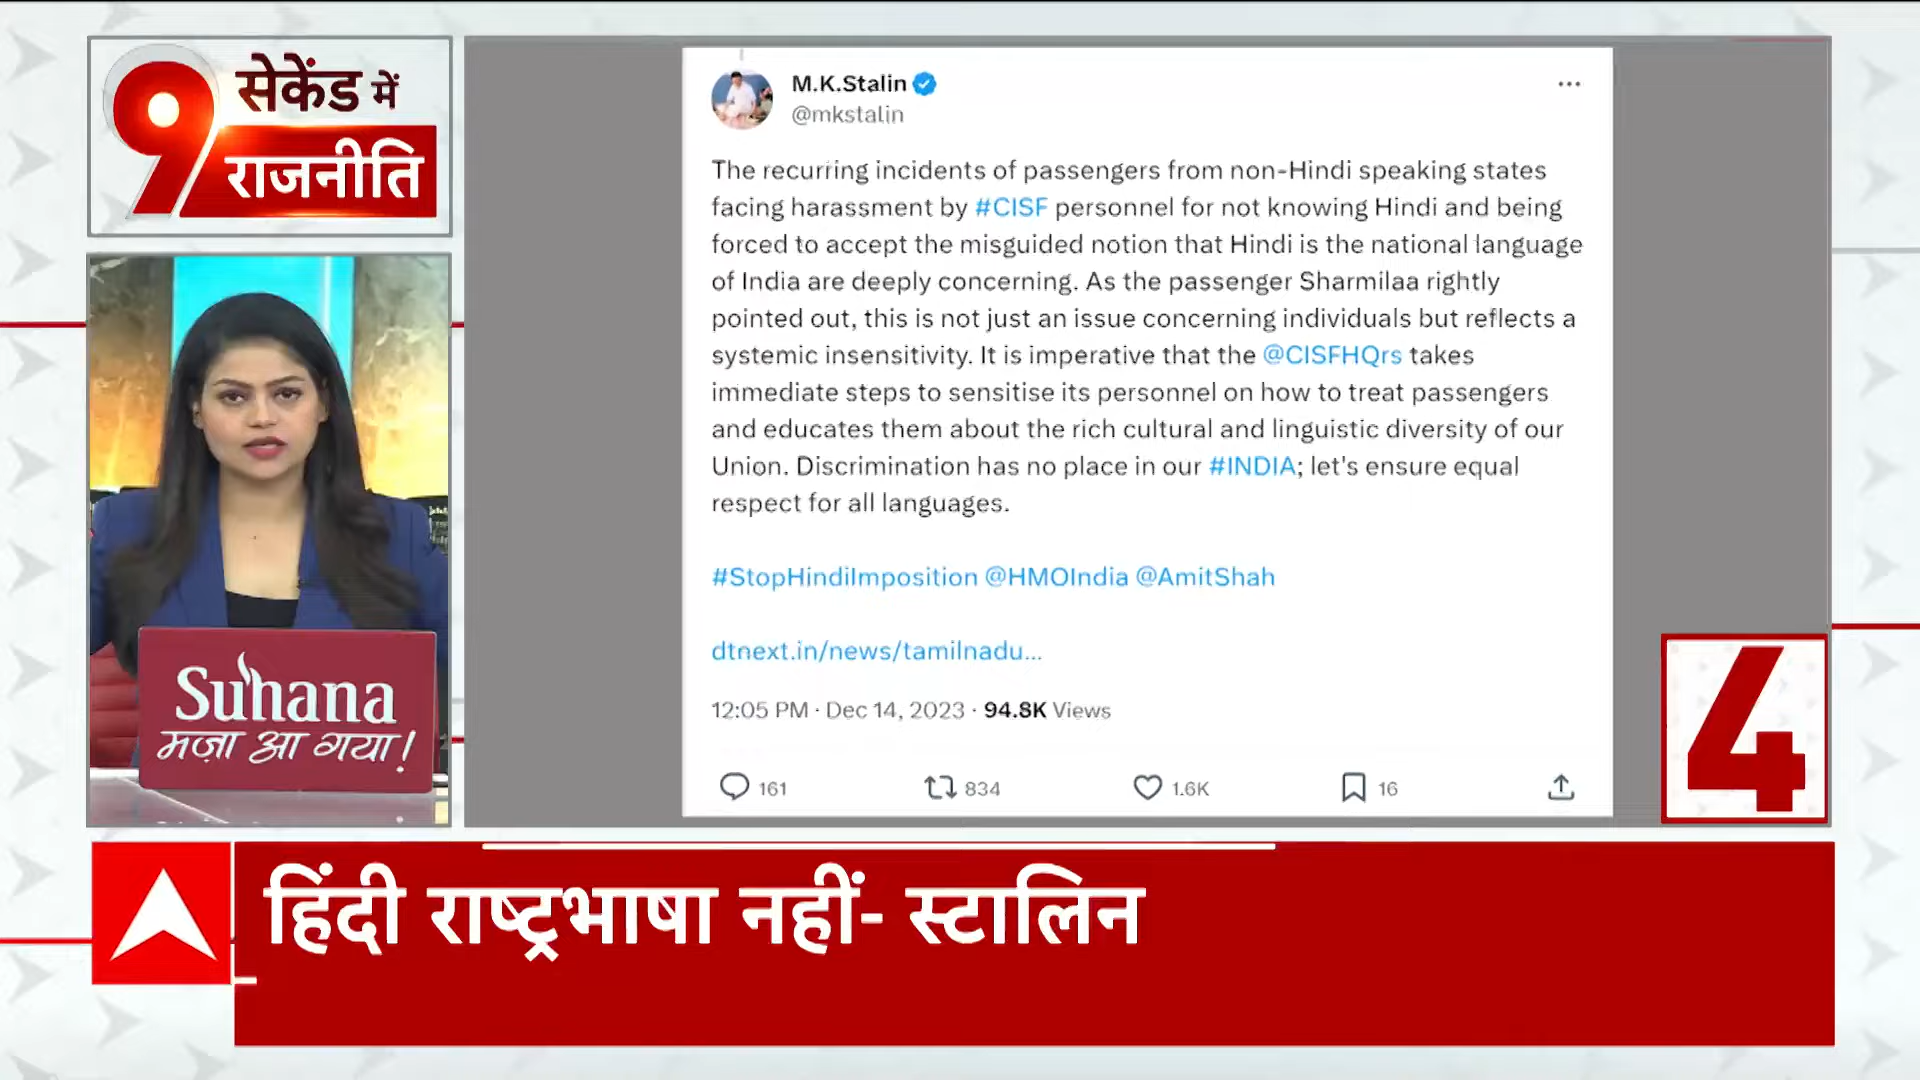 9 सेकेंड में
राजनीति
M.K.Stalin
@mkstalin
The recurring incidents of passengers from non-Hindi speaking states
facing harassment by #CISF personnel for not knowing Hindi and being
forced to accept the misguided notion that Hindi is the national language
of India are deeply concerning. As the passenger Sharmilaa rightly
pointed out, this is not just an issue concerning individuals but reflects a
systemic insensitivity. It is imperative that the @CISFHQrs takes
immediate steps to sensitise its personnel on how to treat passengers
and educates them about the rich cultural and linguistic diversity of our
Union. Discrimination has no place in our #INDIA; let's ensure equal
respect for all languages.
#StopHindiImposition @HMOIndia @AmitShah
dtnext.in/news/tamilnadu...
12:05 PM · Dec 14, 2023 · 94.8K Views
161 834 1.6K 16
Suhana
मज़ा आ गया!
4
हिंदी राष्ट्रभाषा नहीं- स्टालिन